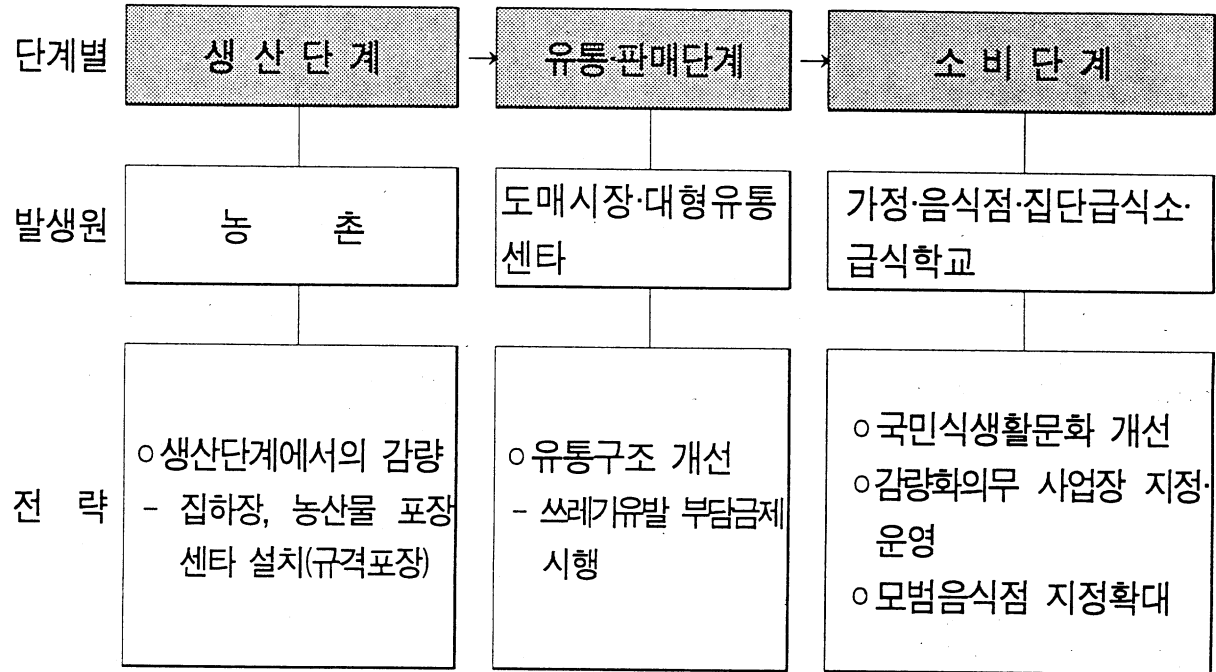 단계별 생 산 단 계 → 유통·판매단계 → 소 비 단 계
발생원
농 촌
도매시장·대형유통
센타
가정·음식점·집단급식소·
급식학교
전 략
○생산단계에서의 감량
- 집하장, 농산물 포장
센타 설치(규격포장)
○유통구조 개선
- 쓰레기유발 부담금제
시행
○국민식생활문화 개선
○감량화의무 사업장 지정·
운영
○모범음식점 지정확대